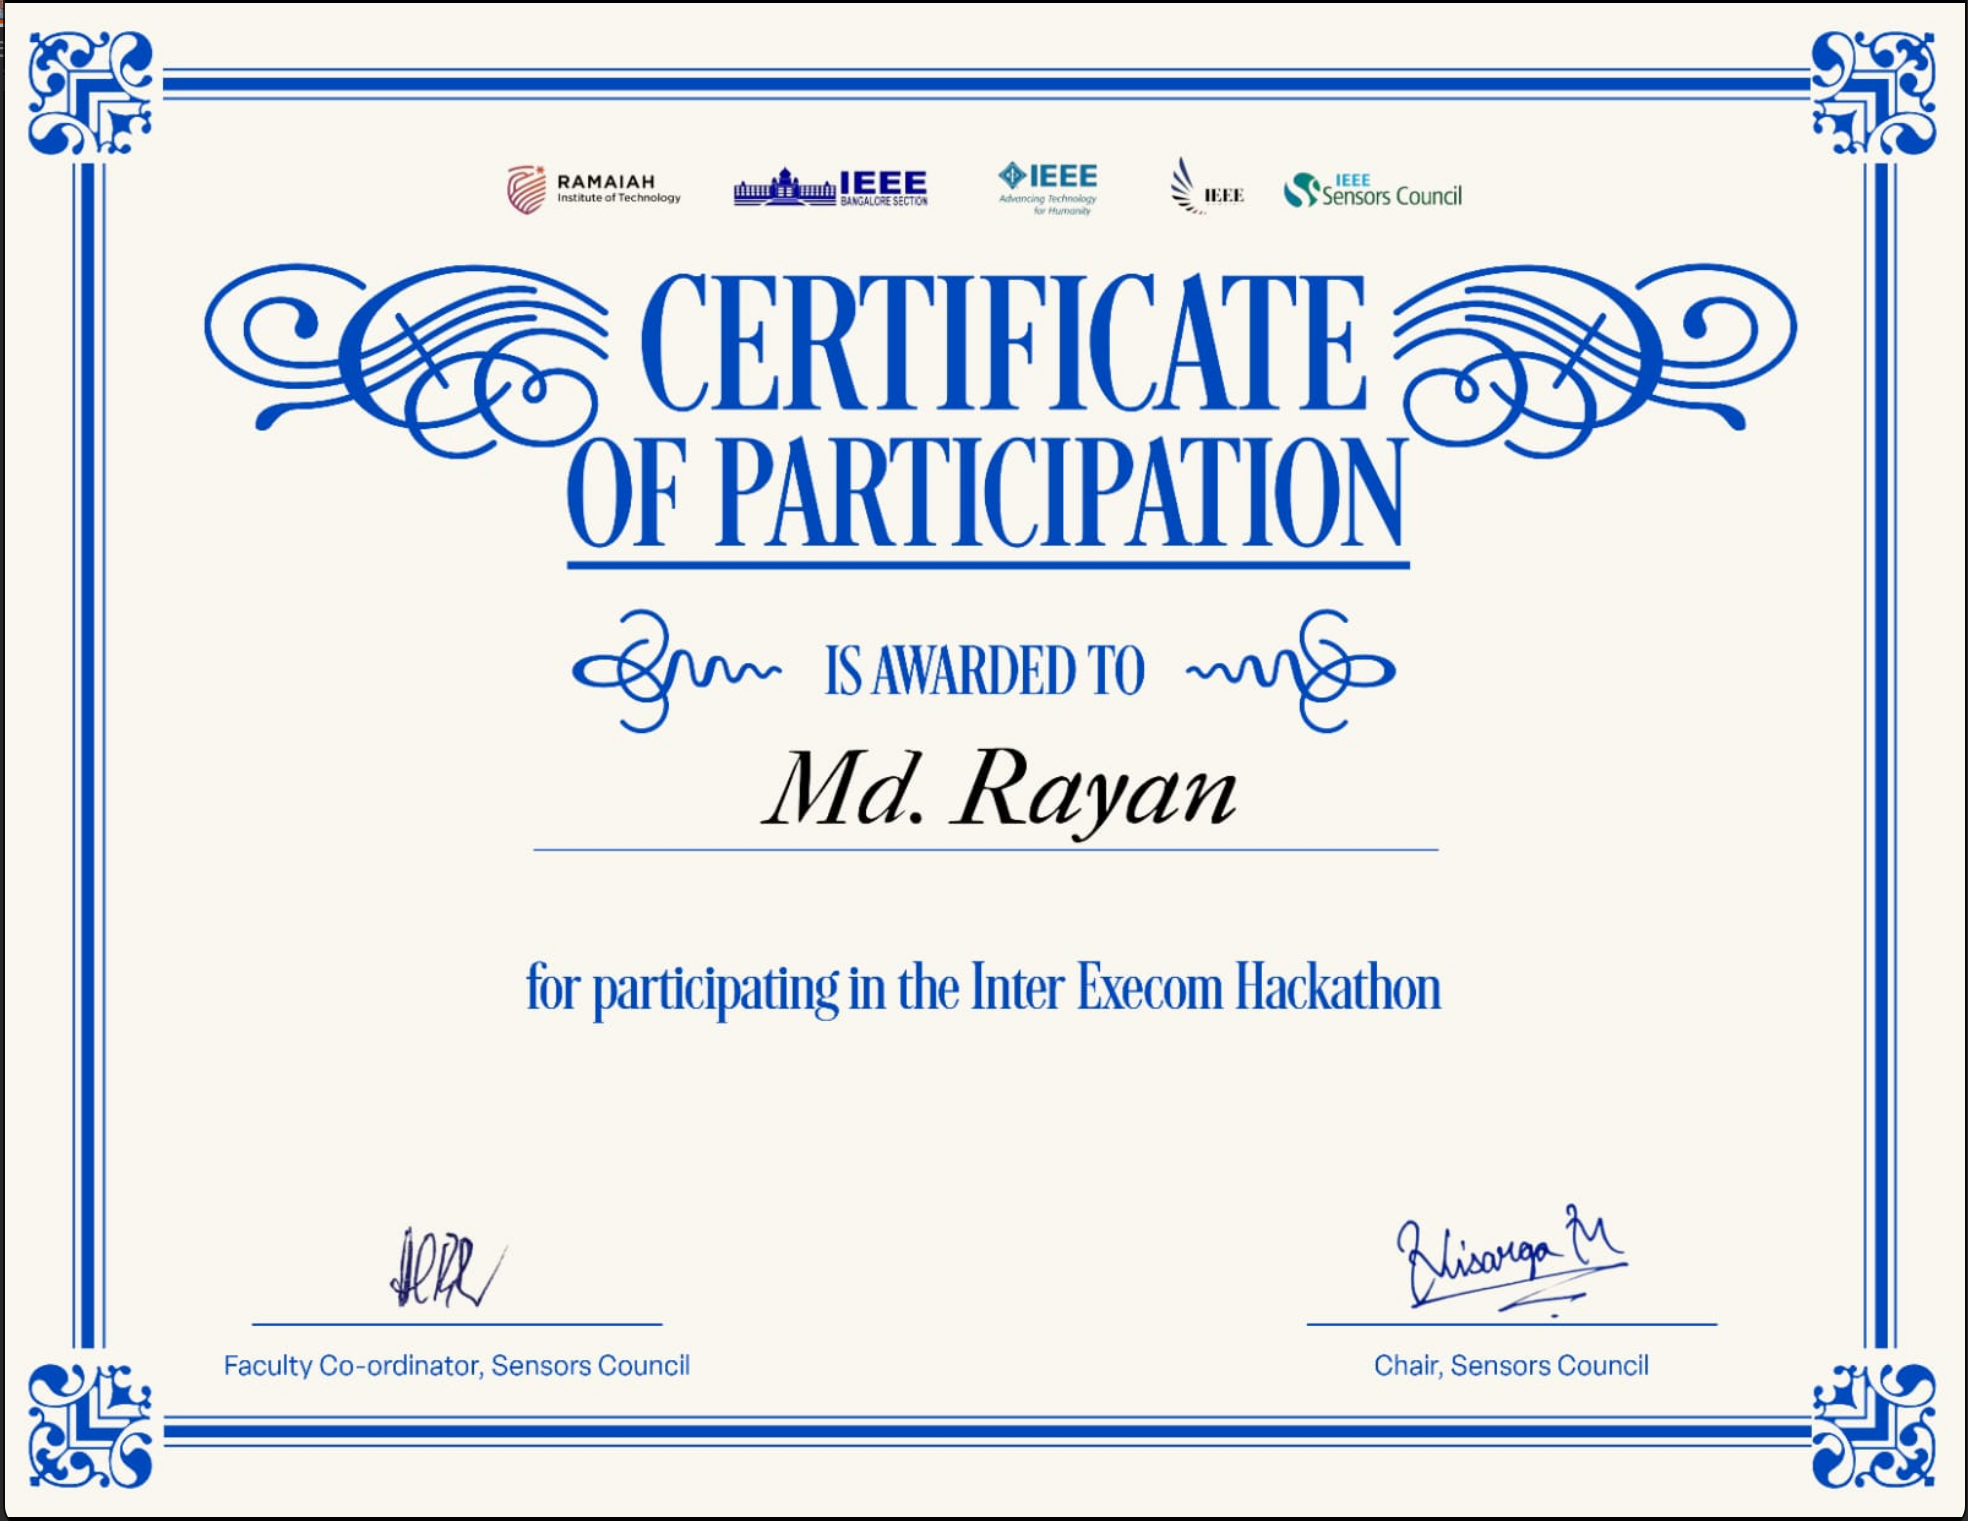 RAMAIAH
Institute of Technology
IEEE
BANGALORE SECTION
IEEE
Advancing Technology
for Humanity
IEEE
IEEE
Sensors Council
CERTIFICATE
OF PARTICIPATION
IS AWARDED TO
Md. Rayan
for participating in the Inter Execom Hackathon
Nisarga M
Faculty Co-ordinator, Sensors Council
Chair, Sensors Council